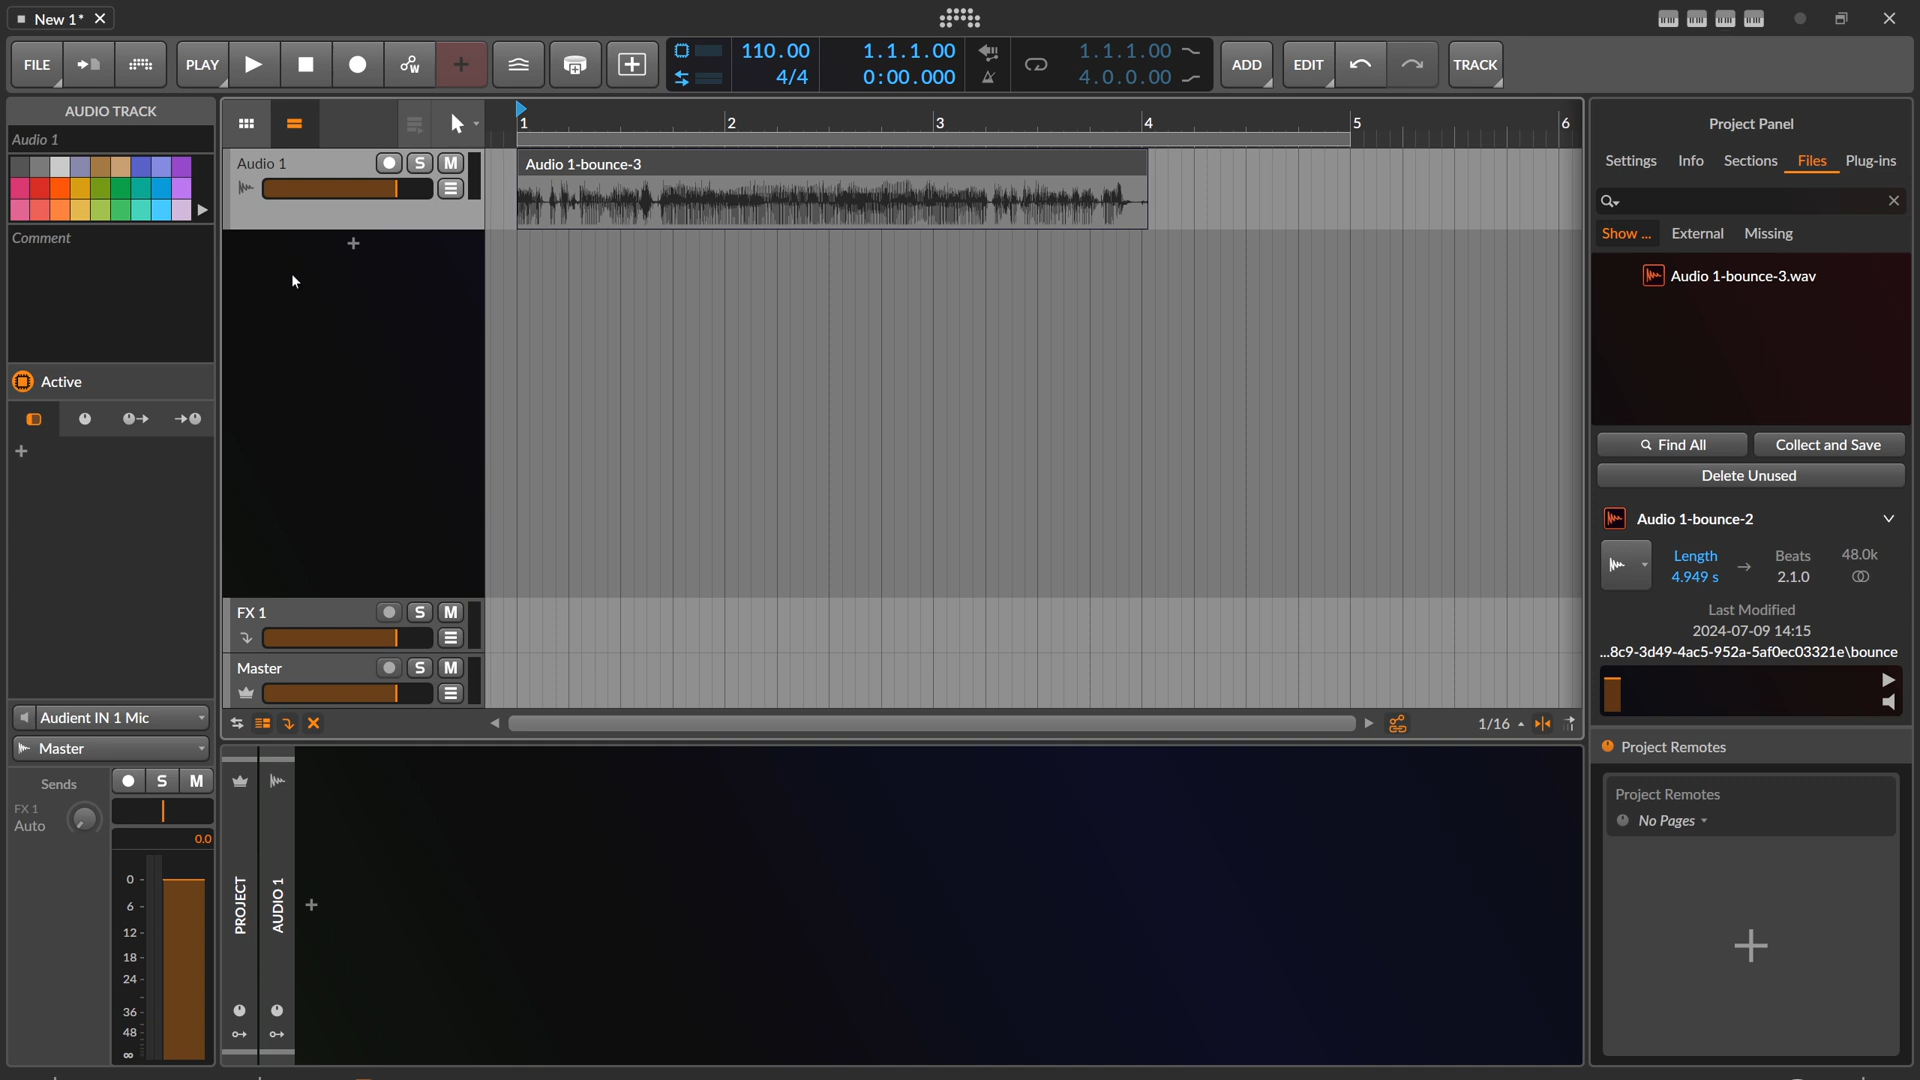 New 1*
FILE
PLAY
110.00
4/4
1.1.1.00
0:00.000
1.1.1.00
4.0.0.00
ADD
EDIT
TRACK
AUDIO TRACK
Audio 1
Comment
Active
Audient IN 1 Mic
Master
Sends
S
M
FX 1
Auto
0.0
0
6
12
18
24
36
48
∞
1
2
3
4
5
6
Audio 1
S
M
Audio 1-bounce-3
FX 1
S
M
Master
S
M
1/16
PROJECT
AUDIO 1
Project Panel
Settings
Info
Sections
Files
Plug-ins
Show ...
External
Missing
Audio 1-bounce-3.wav
Find All
Collect and Save
Delete Unused
Audio 1-bounce-2
Length
Beats
48.0k
4.949 s
2.1.0
Last Modified
2024-07-09 14:15
...8c9-3d49-4ac5-952a-5af0ec03321e\bounce
Project Remotes
Project Remotes
No Pages